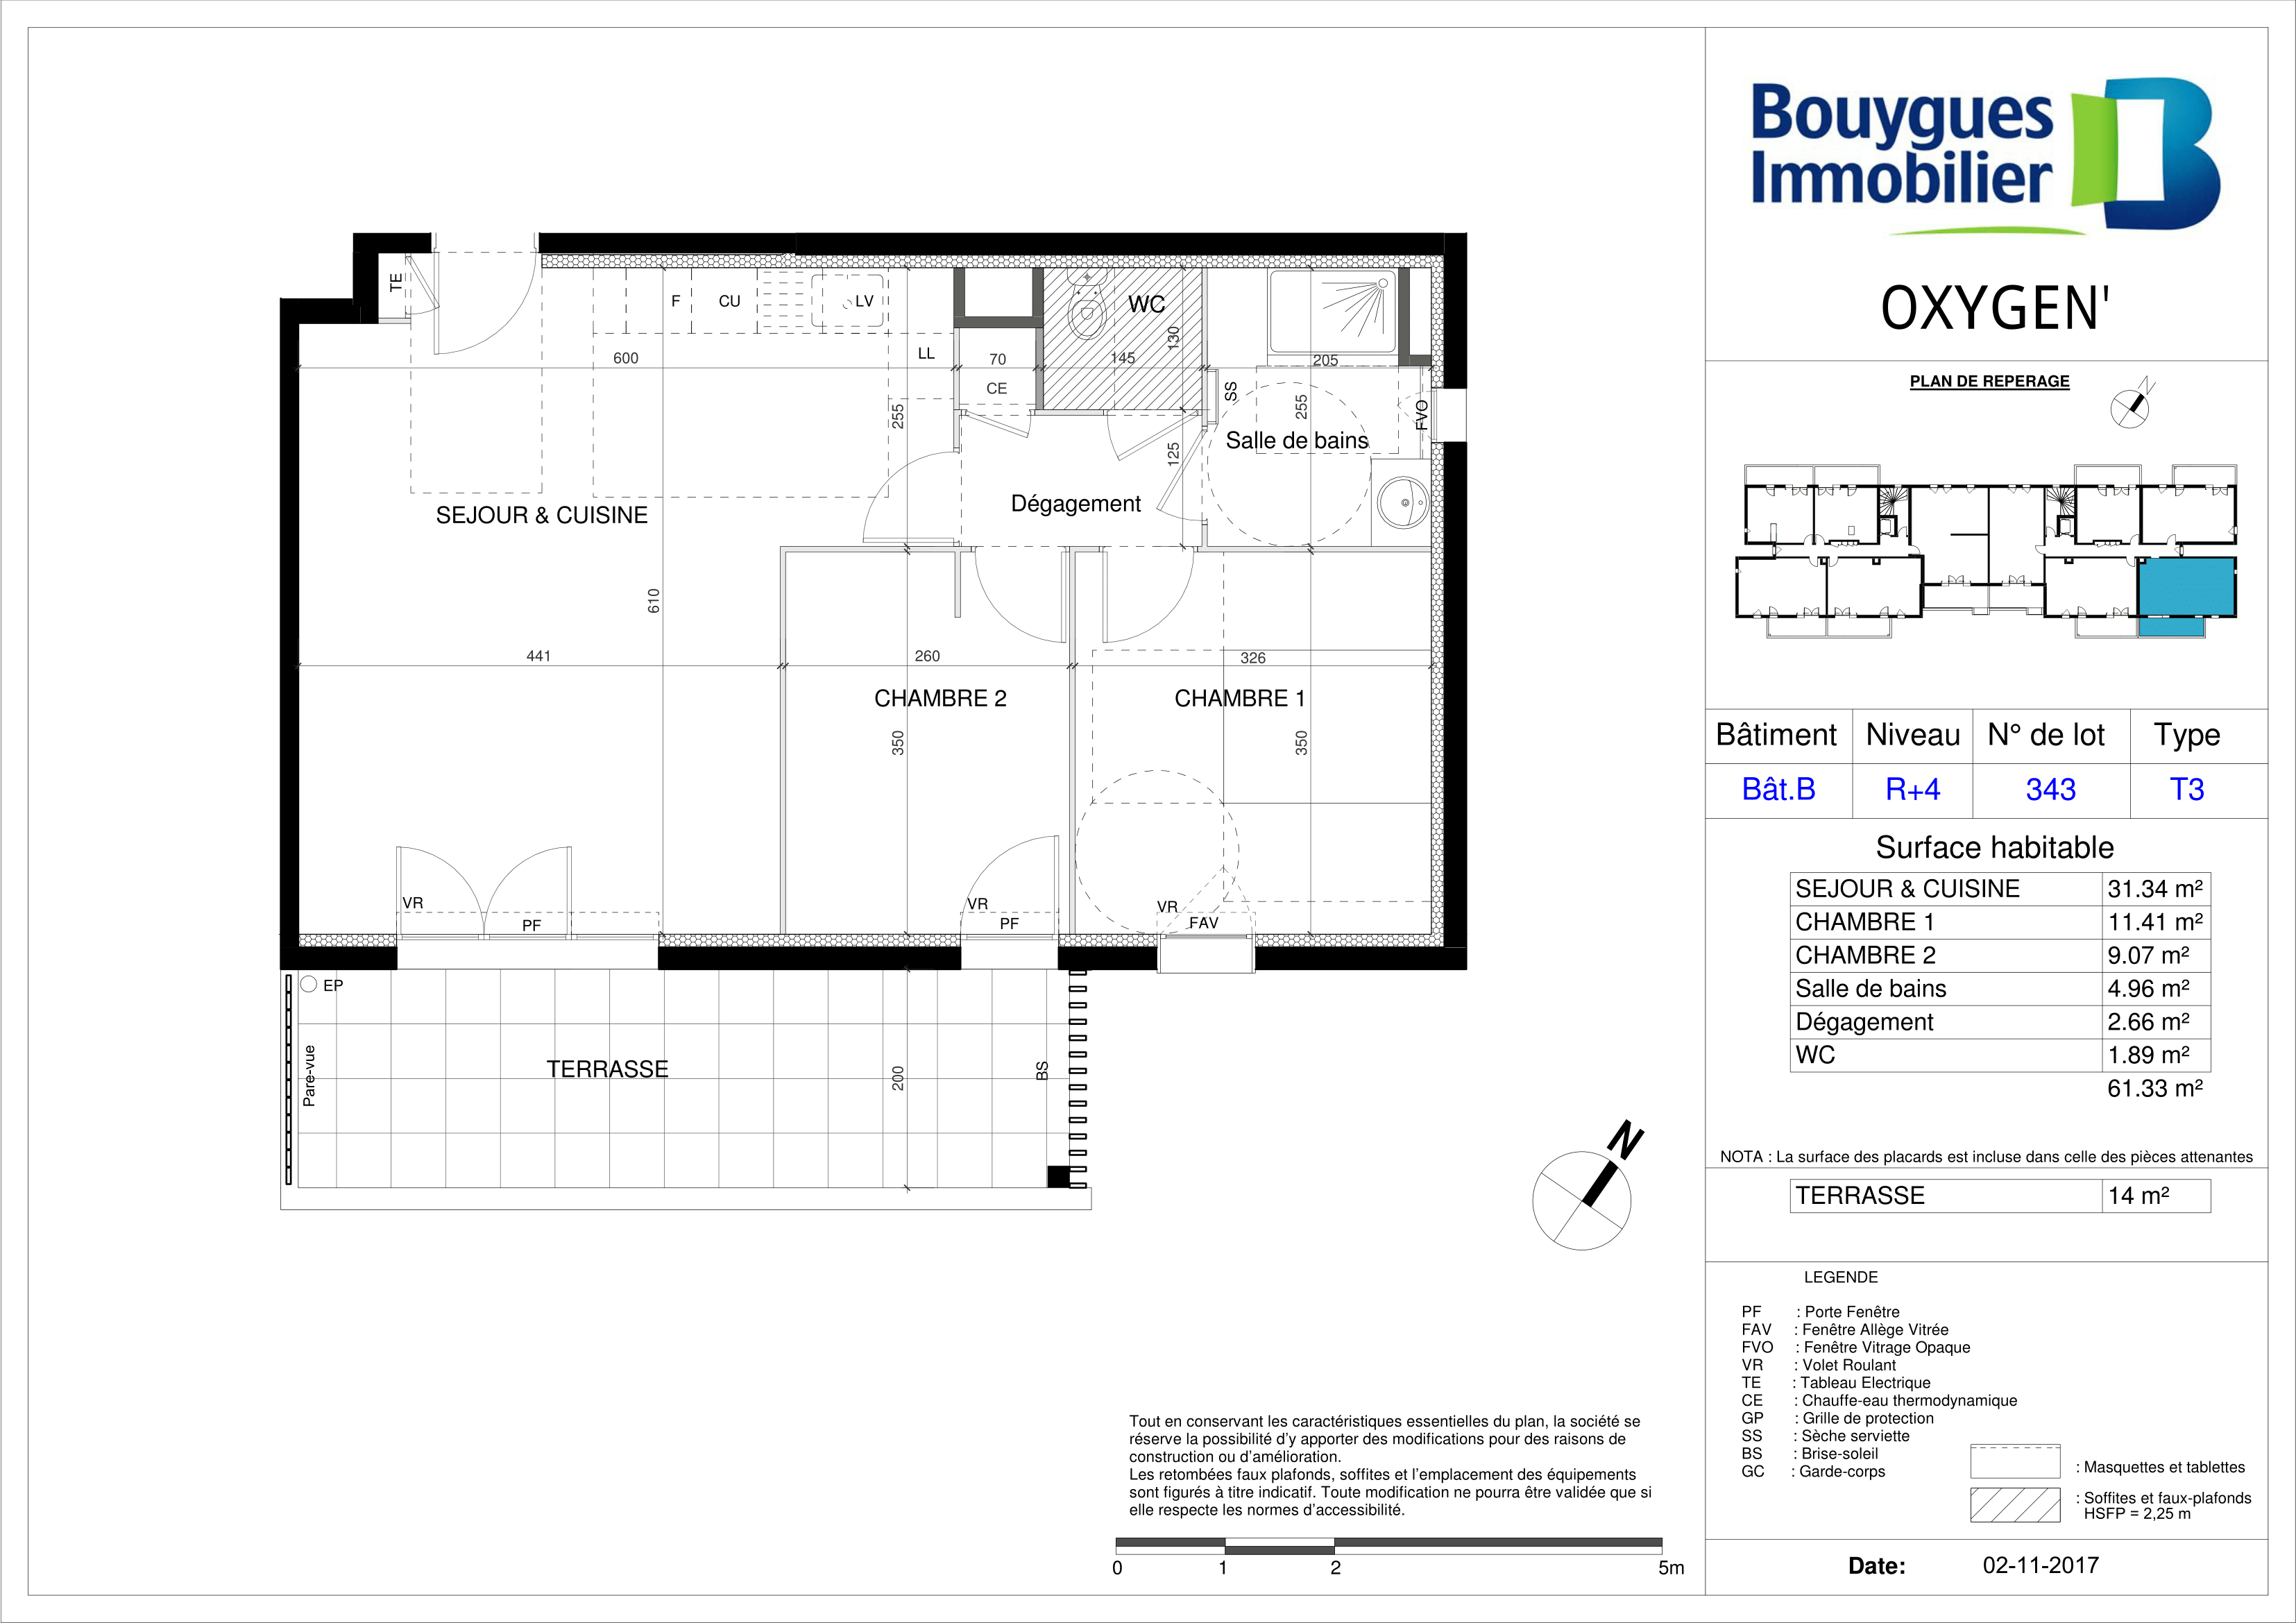 Bouygues
Immobilier
OXYGEN'
PLAN DE REPERAGE
N
Bâtiment Niveau N° de lot Type
Bât.B R+4 343 T3
Surface habitable
SEJOUR & CUISINE 31.34 m²
CHAMBRE 1 11.41 m²
CHAMBRE 2 9.07 m²
Salle de bains 4.96 m²
Dégagement 2.66 m²
WC 1.89 m²
61.33 m²
NOTA : La surface des placards est incluse dans celle des pièces attenantes
TERRASSE 14 m²
LEGENDE
PF : Porte Fenêtre
FAV : Fenêtre Allège Vitrée
FVO : Fenêtre Vitrage Opaque
VR : Volet Roulant
TE : Tableau Electrique
CE : Chauffe-eau thermodynamique
GP : Grille de protection
SS : Sèche serviette
BS : Brise-soleil
GC : Garde-corps
: Masquettes et tablettes
: Soffites et faux-plafonds
HSFP = 2,25 m
Date: 02-11-2017
TE
F CU LV
WC
LL
600
70
145
130
205
CE
SS
FVO
255
255
125
Salle de bains
Dégagement
SEJOUR & CUISINE
610
441
260
326
CHAMBRE 2
CHAMBRE 1
350
350
VR
PF
VR
PF
VR
FAV
EP
Pare-vue
TERRASSE
200
BS
N
Tout en conservant les caractéristiques essentielles du plan, la société se
réserve la possibilité d'y apporter des modifications pour des raisons de
construction ou d'amélioration.
Les retombées faux plafonds, soffites et l'emplacement des équipements
sont figurés à titre indicatif. Toute modification ne pourra être validée que si
elle respecte les normes d'accessibilité.
0 1 2 5m